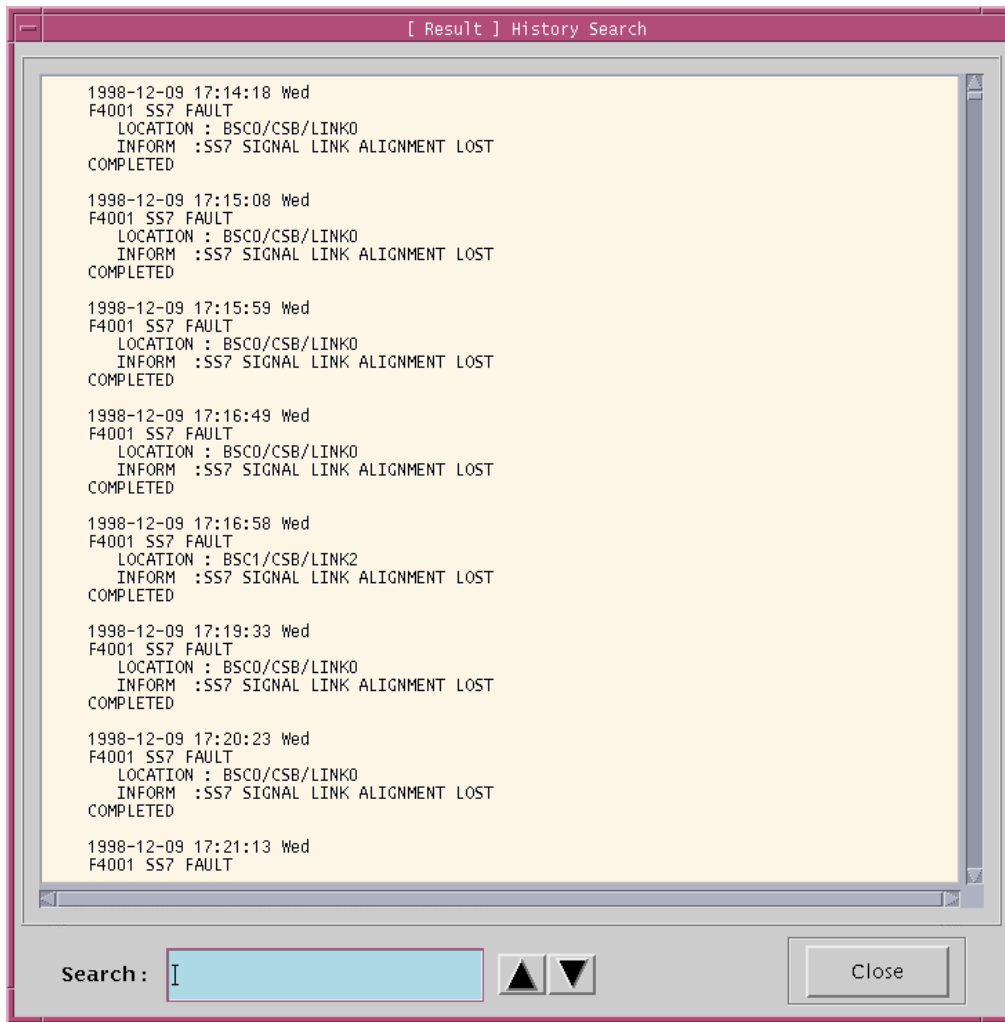 [ Result ] History Search
1998-12-09 17:14:18 Wed
F4001 SS7 FAULT
LOCATION : BSC0/CSB/LINK0
INFORM :SS7 SIGNAL LINK ALIGNMENT LOST
COMPLETED
1998-12-09 17:15:08 Wed
F4001 SS7 FAULT
LOCATION : BSC0/CSB/LINK0
INFORM :SS7 SIGNAL LINK ALIGNMENT LOST
COMPLETED
1998-12-09 17:15:59 Wed
F4001 SS7 FAULT
LOCATION : BSC0/CSB/LINK0
INFORM :SS7 SIGNAL LINK ALIGNMENT LOST
COMPLETED
1998-12-09 17:16:49 Wed
F4001 SS7 FAULT
LOCATION : BSC0/CSB/LINK0
INFORM :SS7 SIGNAL LINK ALIGNMENT LOST
COMPLETED
1998-12-09 17:16:58 Wed
F4001 SS7 FAULT
LOCATION : BSC1/CSB/LINK2
INFORM :SS7 SIGNAL LINK ALIGNMENT LOST
COMPLETED
1998-12-09 17:19:33 Wed
F4001 SS7 FAULT
LOCATION : BSC0/CSB/LINK0
INFORM :SS7 SIGNAL LINK ALIGNMENT LOST
COMPLETED
1998-12-09 17:20:23 Wed
F4001 SS7 FAULT
LOCATION : BSC0/CSB/LINK0
INFORM :SS7 SIGNAL LINK ALIGNMENT LOST
COMPLETED
1998-12-09 17:21:13 Wed
F4001 SS7 FAULT
Search :
Close